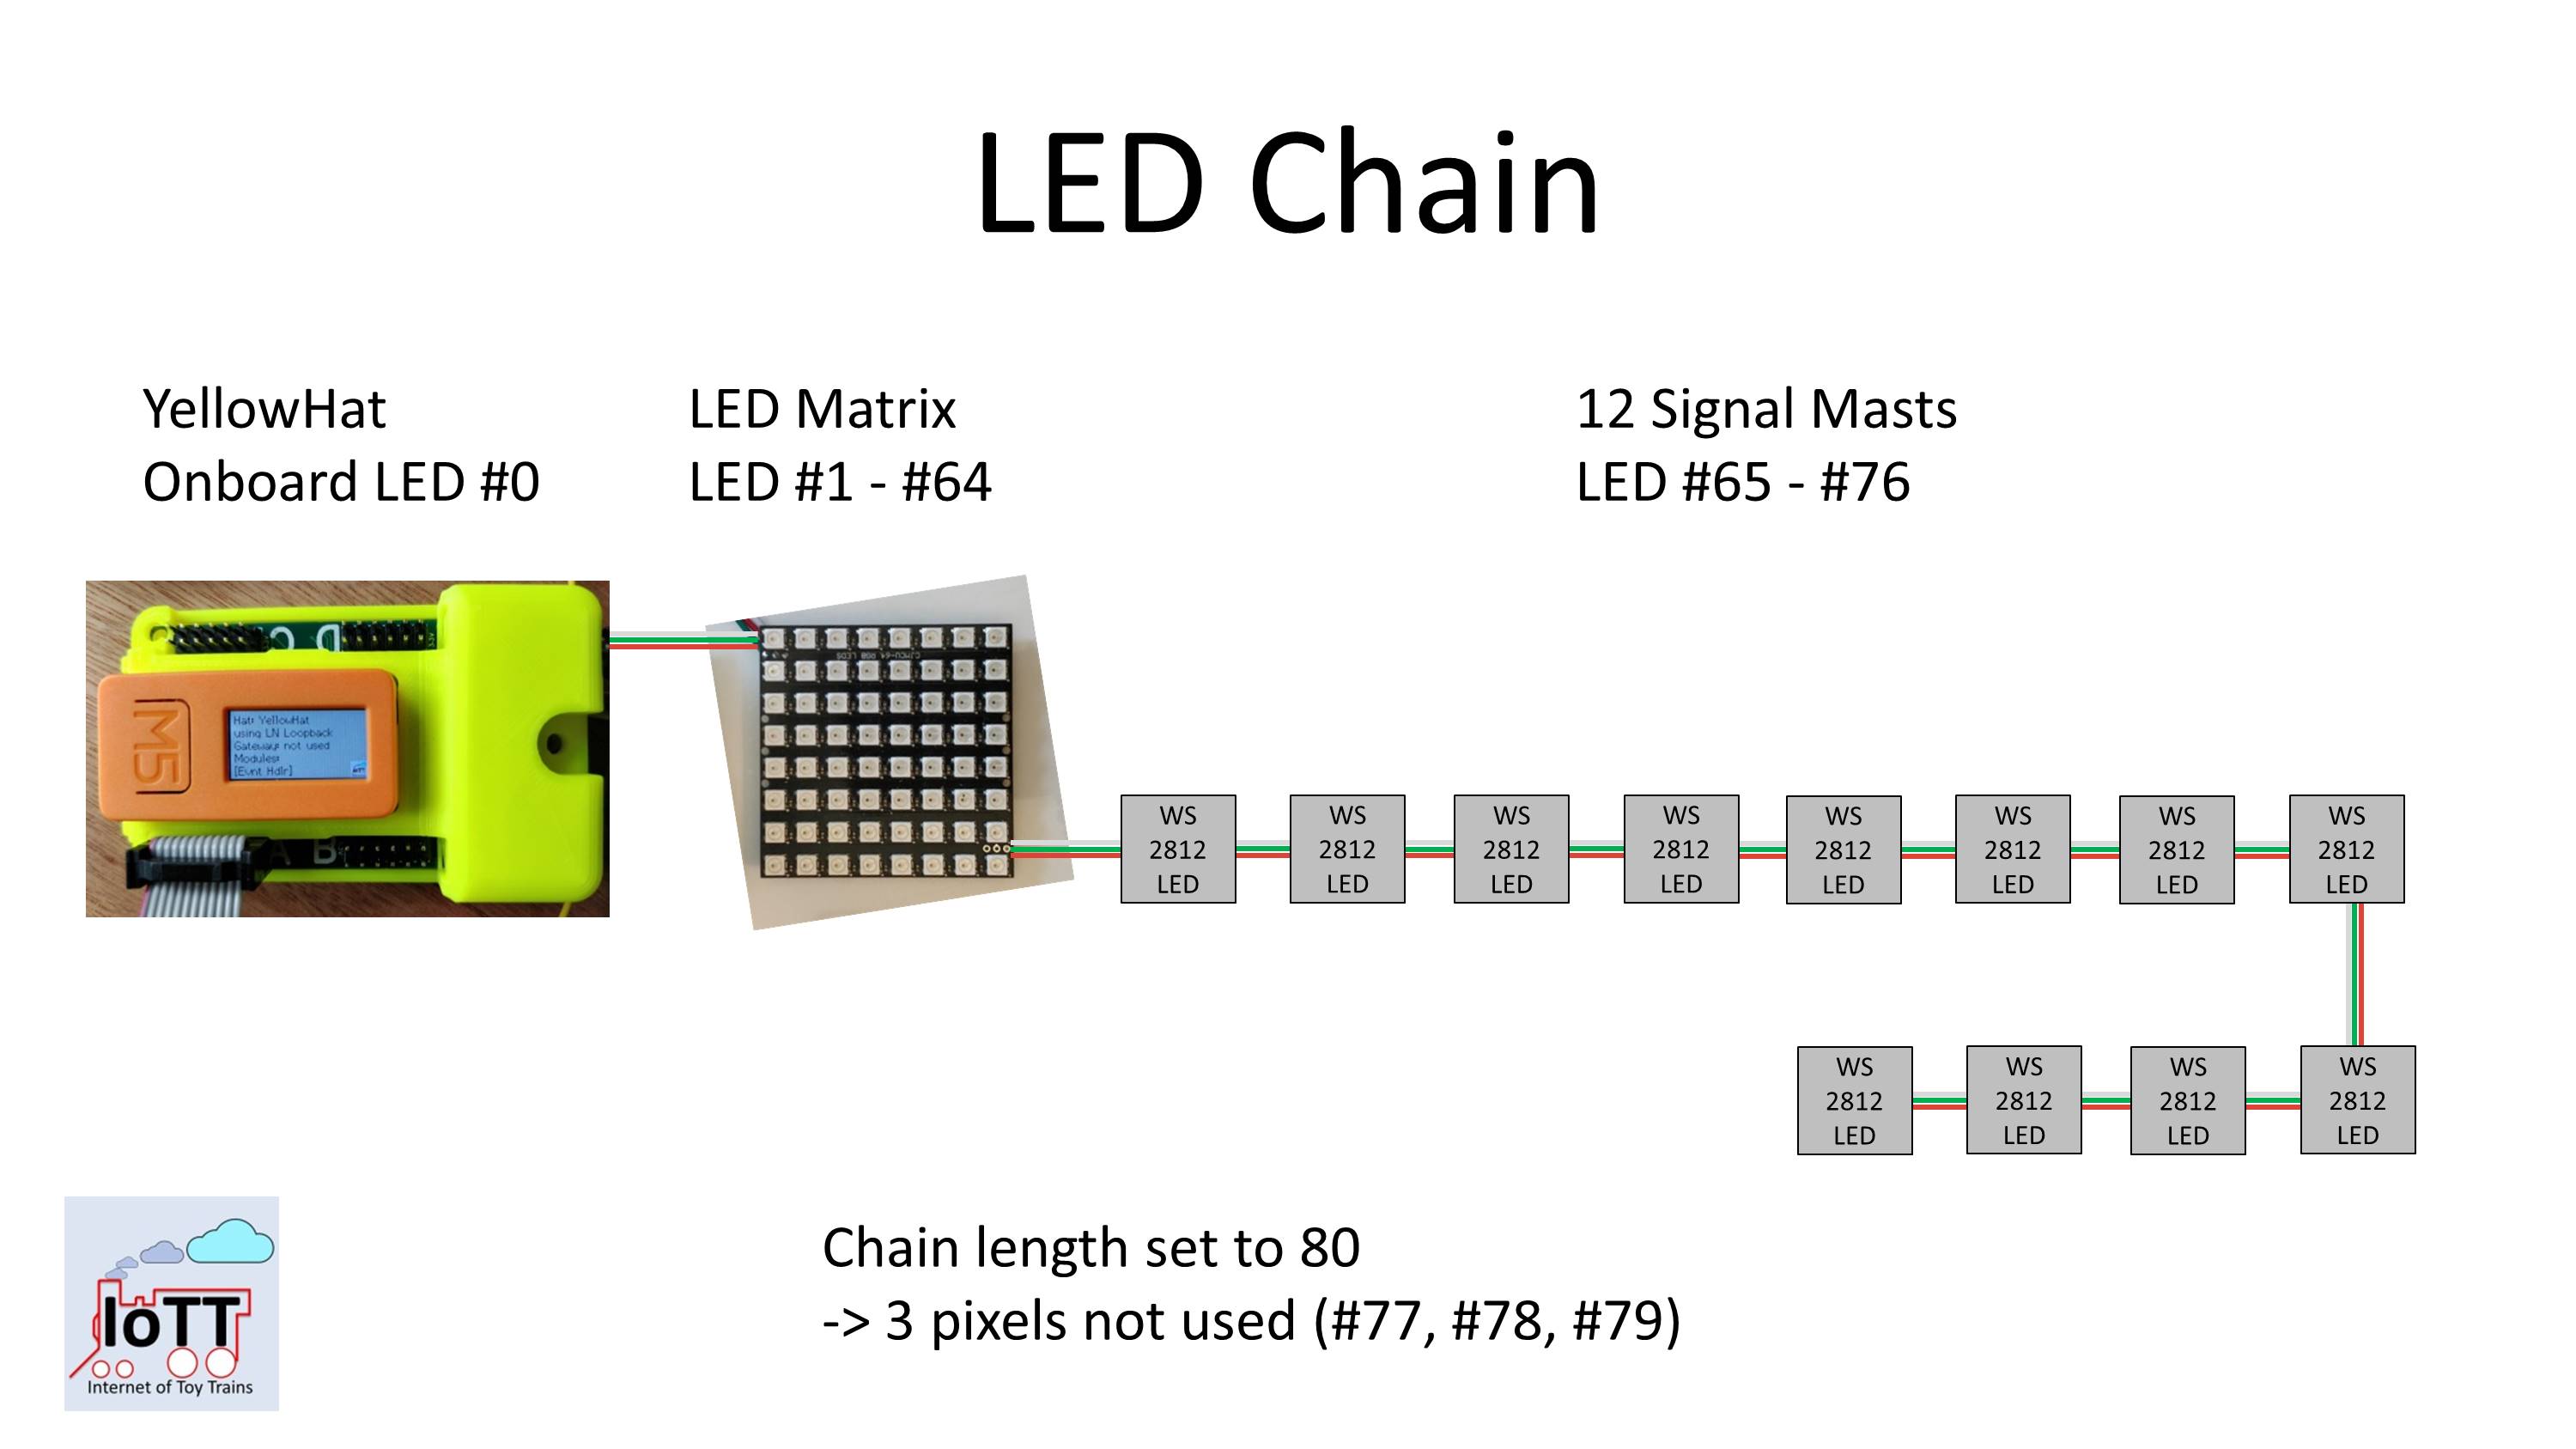 LED Chain
YellowHat
Onboard LED #0
LED Matrix
LED #1 - #64
12 Signal Masts
LED #65 - #76
C D
M5
Hat: YellowHat
using LN Loopback
Gateway: not used
Modules:
[Evnt Hdlr]
A B
CJMCU-64 RGB LEDS
WS
2812
LED
WS
2812
LED
WS
2812
LED
WS
2812
LED
WS
2812
LED
WS
2812
LED
WS
2812
LED
WS
2812
LED
WS
2812
LED
WS
2812
LED
WS
2812
LED
WS
2812
LED
Chain length set to 80
-> 3 pixels not used (#77, #78, #79)
IoTT
Internet of Toy Trains